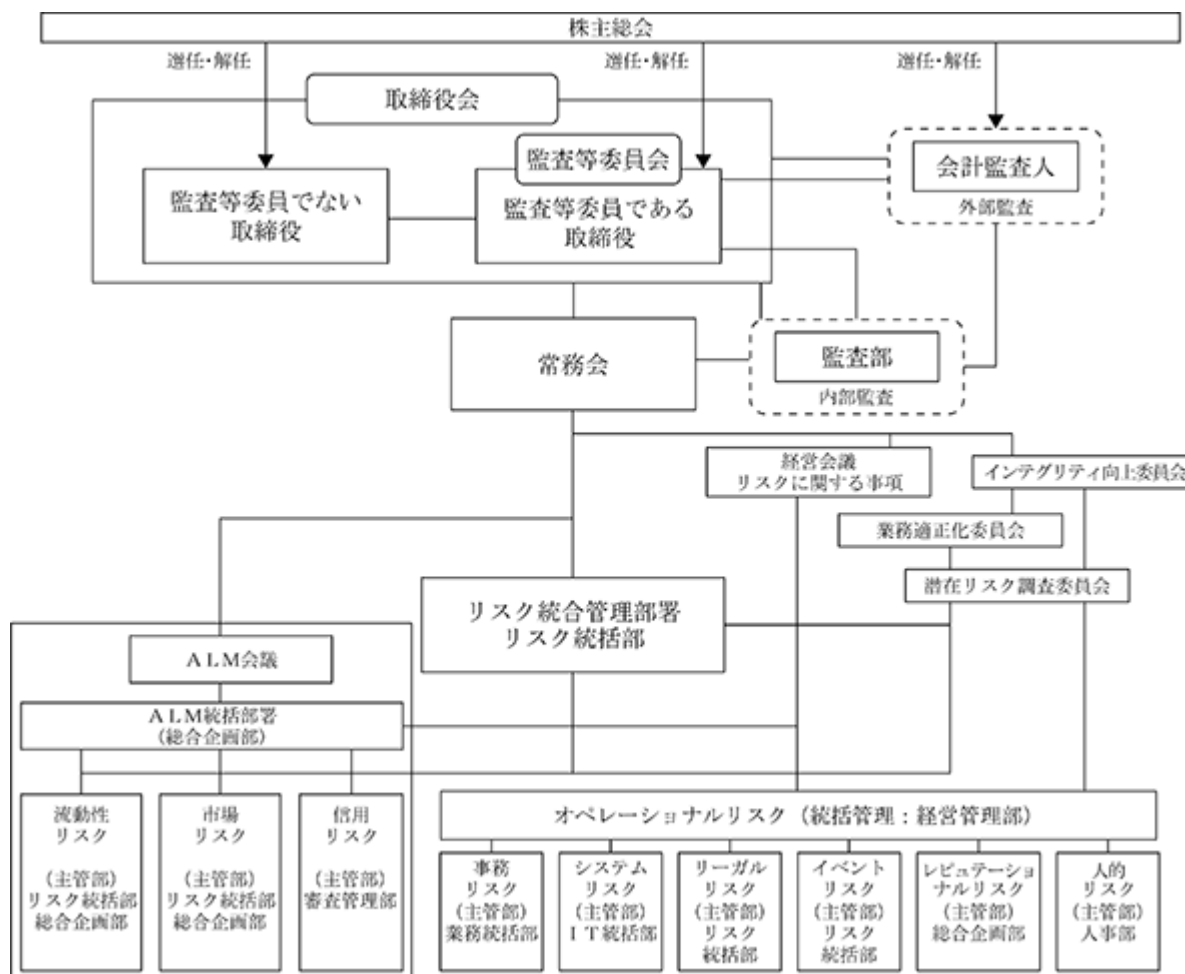 株主総会
選任・解任
選任・解任
選任・解任
取締役会
監査等委員会
監査等委員でない
取締役
監査等委員である
取締役
会計監査人
外部監査
常務会
監査部
内部監査
経営会議
リスクに関する事項
インテグリティ向上委員会
業務適正化委員会
潜在リスク調査委員会
リスク統合管理部署
リスク統括部
ALM会議
ALM統括部署
(総合企画部)
流動性
リスク
(主管部)
リスク統括部
総合企画部
市場
リスク
(主管部)
リスク統括部
総合企画部
信用
リスク
(主管部)
審査管理部
オペレーショナルリスク（統括管理：経営管理部）
事務
リスク
(主管部)
業務統括部
システム
リスク
(主管部)
IT統括部
リーガル
リスク
(主管部)
リスク
統括部
イベント
リスク
(主管部)
リスク
統括部
レピュテーショ
ナルリスク
(主管部)
総合企画部
人的
リスク
(主管部)
人事部